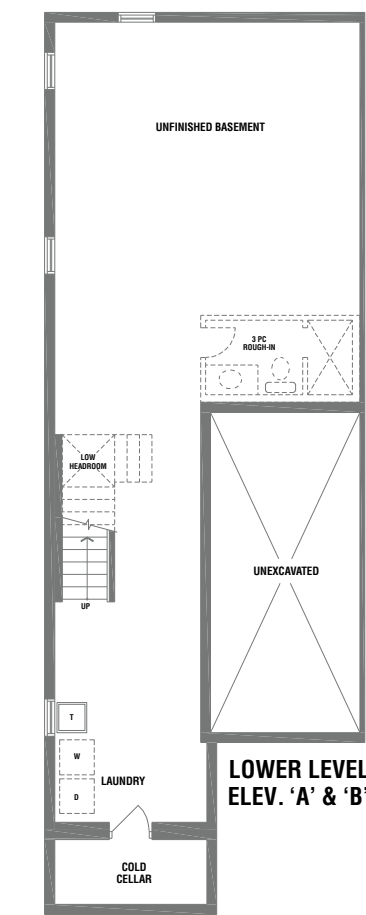 UNFINISHED BASEMENT
3 PC
ROUGH-IN
LOW
HEADROOM
UNEXCAVATED
UP
T
W
LAUNDRY
D
LOWER LEVEL
ELEV. ‘A’ & ‘B’
COLD
CELLAR